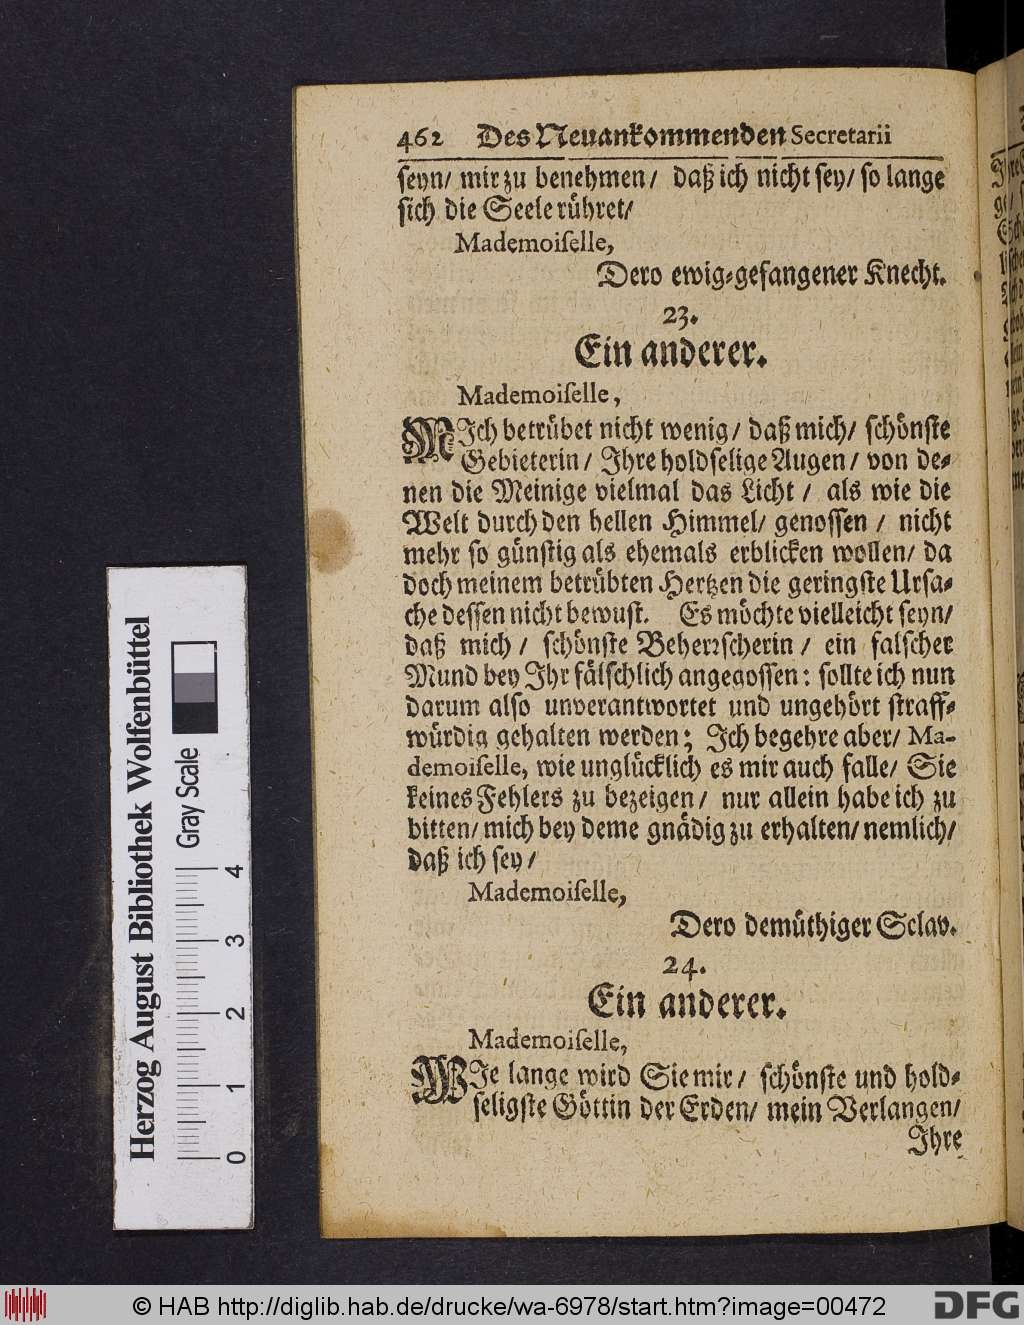 462 Des Neuankommenden Secretarii
seyn/ mir zu benehmen/ daß ich nicht sey/ so lange
sich die Seele rühret/
Mademoiselle,
Dero ewig-gefangener Knecht.
23.
Ein anderer.
Mademoiselle,
MIch betrübet nicht wenig/ daß mich/ schönste
Gebieterin/ Ihre holdselige Augen/ von de-
nen die Meinige vielmal das Licht/ als wie die
Welt durch den hellen Himmel/ genossen/ nicht
mehr so günstig als ehemals erblicken wollen/ da
doch meinem betrübten Hertzen die geringste Ursa-
che dessen nicht bewust. Es möchte vielleicht seyn/
daß mich/ schönste Beherrscherin/ ein falscher
Mund bey Ihr fälschlich angegossen: sollte ich nun
darum also unverantwortet und ungehört straff-
würdig gehalten werden; Ich begehre aber/ Ma-
demoiselle, wie unglücklich es mir auch falle/ Sie
keines Fehlers zu bezeigen/ nur allein habe ich zu
bitten/ mich bey deme gnädig zu erhalten/ nemlich/
daß ich sey/
Mademoiselle,
Dero demüthiger Sclav.
24.
Ein anderer.
Mademoiselle,
WIe lange wird Sie mir/ schönste und hold-
seligste Göttin der Erden/ mein Verlangen/
Ihre
Herzog August Bibliothek Wolfenbüttel
Gray Scale
0 1 2 3 4
© HAB http://diglib.hab.de/drucke/wa-6978/start.htm?image=00472
DFG